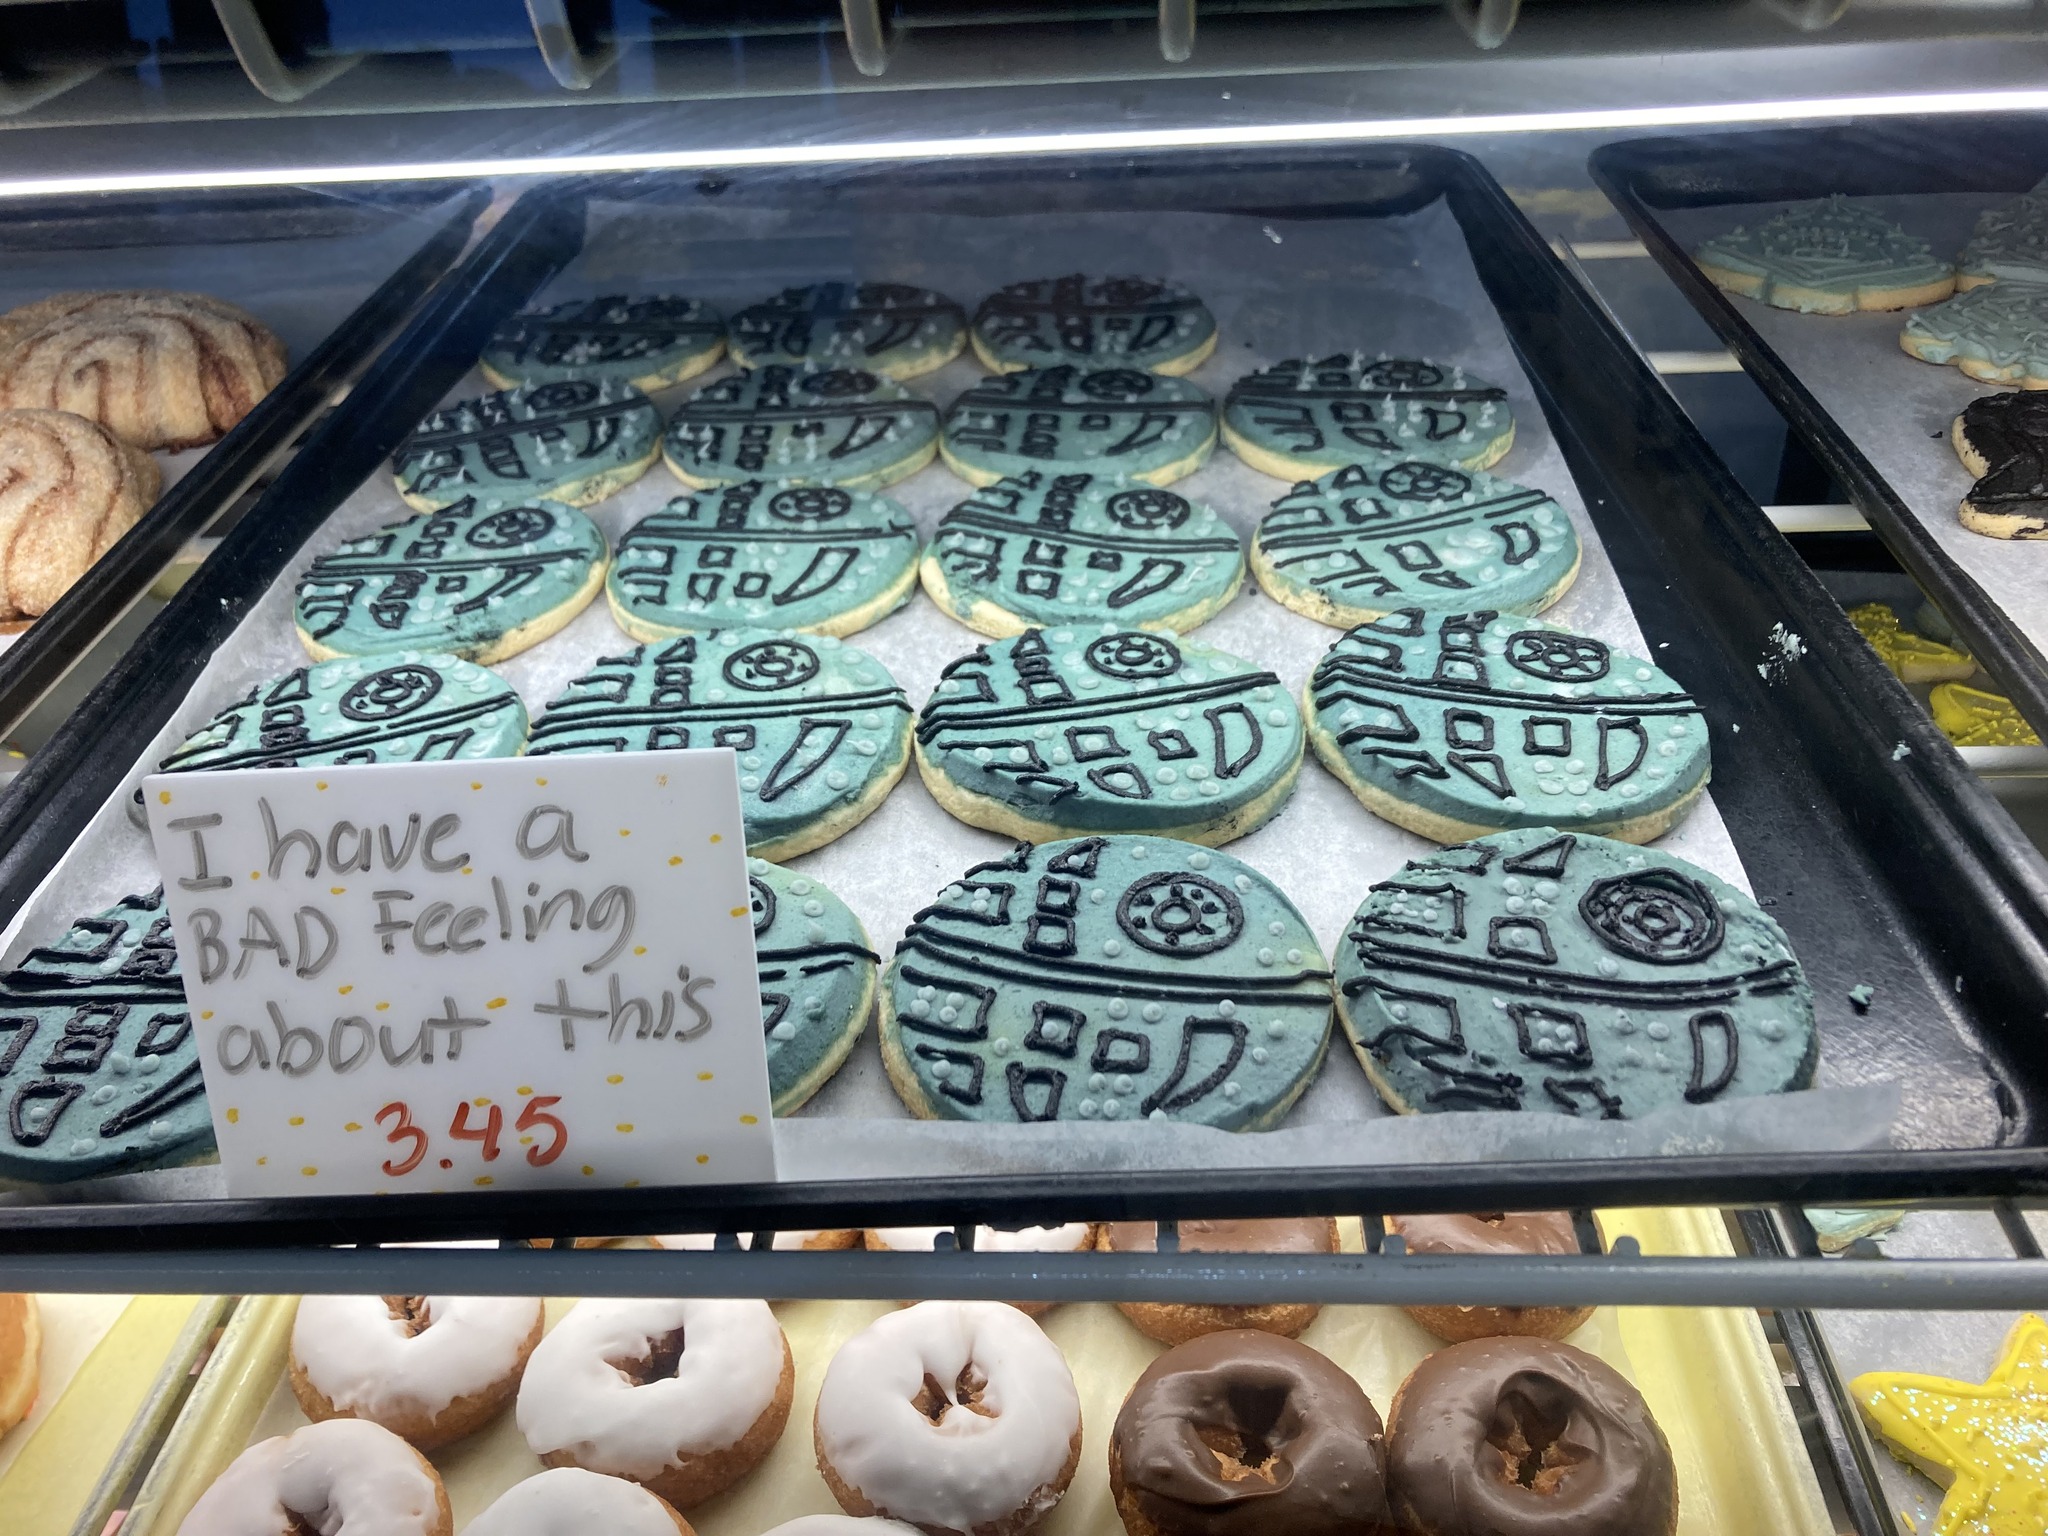 I have a
BAD Feeling
about this
3.45